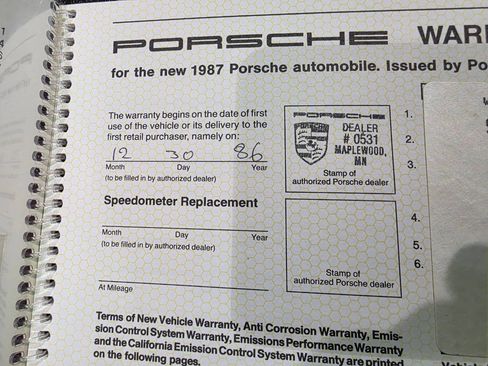 PORSCHE WAR
for the new 1987 Porsche automobile. Issued by Po
The warranty begins on the date of first
use of the vehicle or its delivery to the
first retail purchaser, namely on:
12 30 86
Month Day Year
(to be filled in by authorized dealer)
PORSCHE
DEALER
# 0531
MAPLEWOOD,
MN
Stamp of
authorized Porsche dealer
Speedometer Replacement
Month Day Year
(to be filled in by authorized dealer)
At Mileage
Stamp of
authorized Porsche dealer
1.
2.
3.
4.
5.
6.
Terms of New Vehicle Warranty, Anti Corrosion Warranty, Emis-
sion Control System Warranty, Emissions Performance Warranty
and the California Emission Control System Warranty are printed
on the following pages.